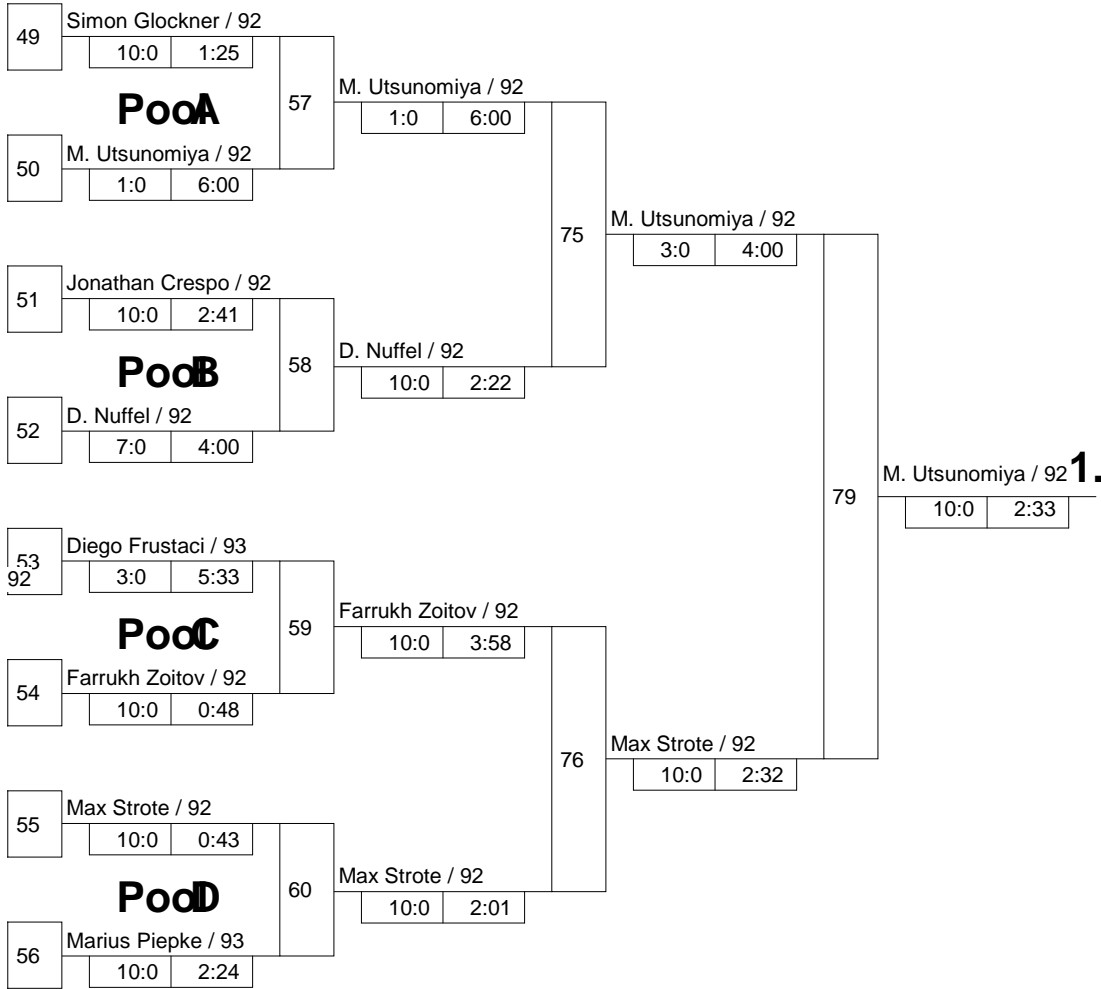 49
Simon Glockner / 92
10:0 1:25
Pool A
57
M. Utsunomiya / 92
1:0 6:00
50
M. Utsunomiya / 92
1:0 6:00
75
M. Utsunomiya / 92
3:0 4:00
51
Jonathan Crespo / 92
10:0 2:41
Pool B
58
D. Nuffel / 92
10:0 2:22
52
D. Nuffel / 92
7:0 4:00
79
M. Utsunomiya / 92 1.
10:0 2:33
53
92
Diego Frustaci / 93
3:0 5:33
Pool C
59
Farrukh Zoitov / 92
10:0 3:58
54
Farrukh Zoitov / 92
10:0 0:48
76
Max Strote / 92
10:0 2:32
55
Max Strote / 92
10:0 0:43
Pool D
60
Max Strote / 92
10:0 2:01
56
Marius Piepke / 93
10:0 2:24